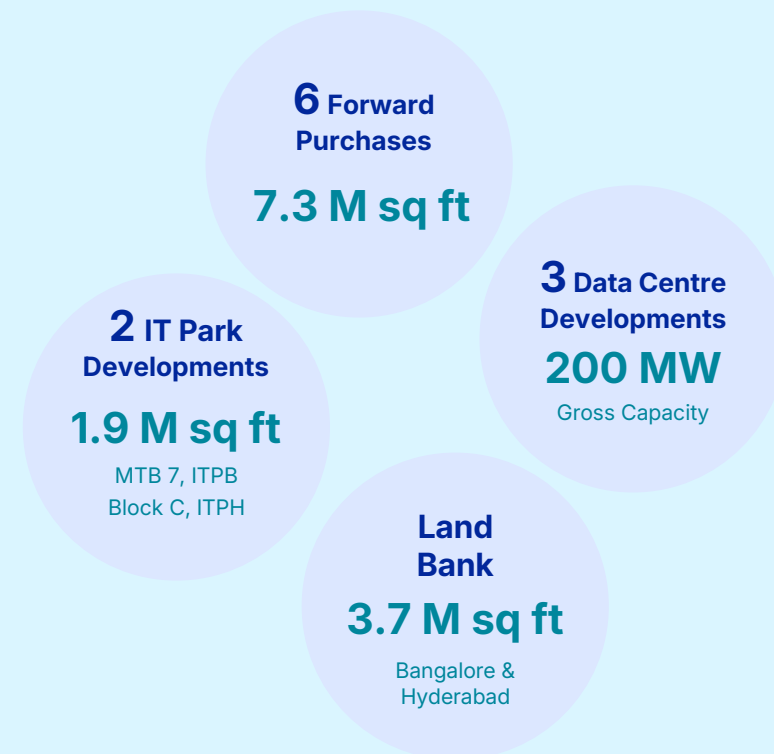 6 Forward
Purchases
7.3 M sq ft
3 Data Centre
Developments
200 MW
Gross Capacity
2 IT Park
Developments
1.9 M sq ft
MTB 7, ITPB
Block C, ITPH
Land
Bank
3.7 M sq ft
Bangalore &
Hyderabad